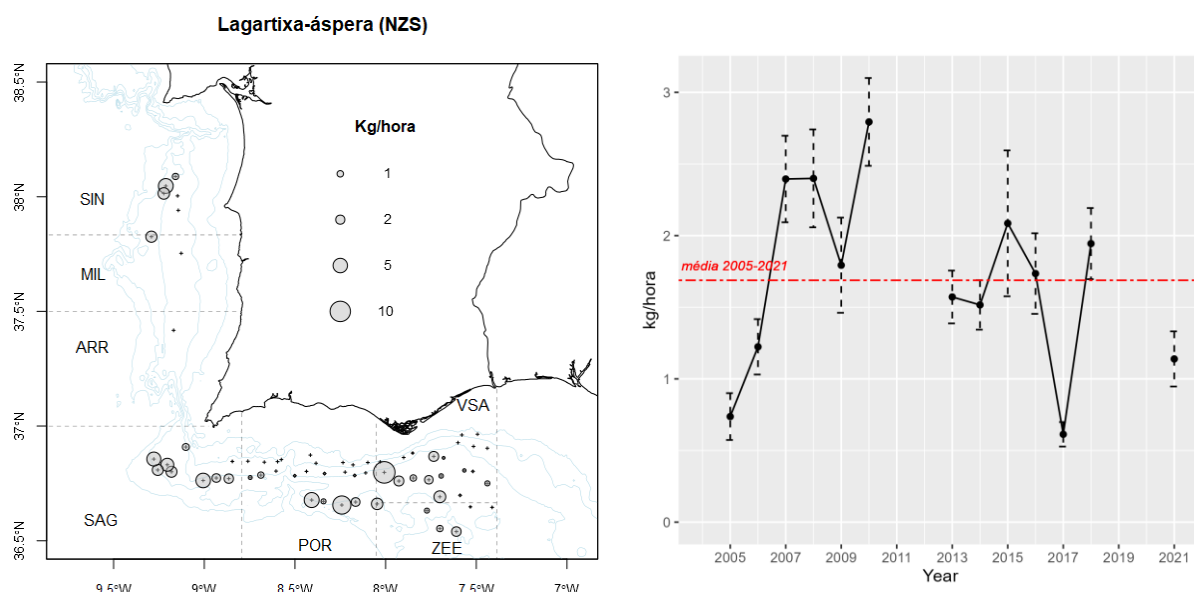 Lagartixa-áspera (NZS)
38.5°N
38°N
37.5°N
37°N
36.5°N
SIN
MIL
ARR
SAG
POR
VSA
ZEE
Kg/hora
1
2
5
10
9.5°W
9°W
8.5°W
8°W
7.5°W
7°W
kg/hora
3
2
1
0
média 2005-2021
2005
2007
2009
2011
2013
2015
2017
2019
2021
Year